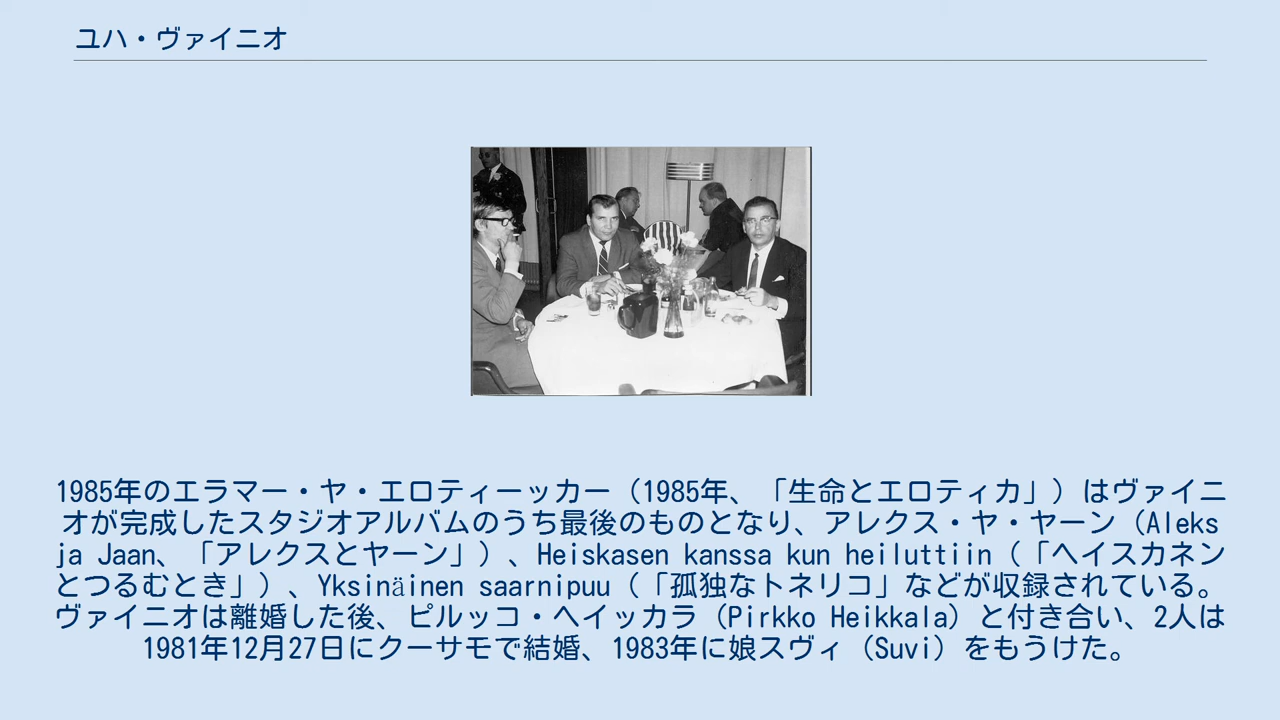 ユハ・ヴァイニオ
1985年のエラマー・ヤ・エロティーッカー（1985年、「生命とエロティカ」）はヴァイニ
オが完成したスタジオアルバムのうち最後のものとなり、アレクス・ヤ・ヤーン（Aleks
ja Jaan、「アレクスとヤーン」）、Heiskasen kanssa kun heiluttiin（「ヘイスカネン
とつるむとき」）、Yksinäinen saarnipuu（「孤独なトネリコ」などが収録されている。
ヴァイニオは離婚した後、ピルッコ・ヘイッカラ（Pirkko Heikkala）と付き合い、2人は
1981年12月27日にクーサモで結婚、1983年に娘スヴィ（Suvi）をもうけた。